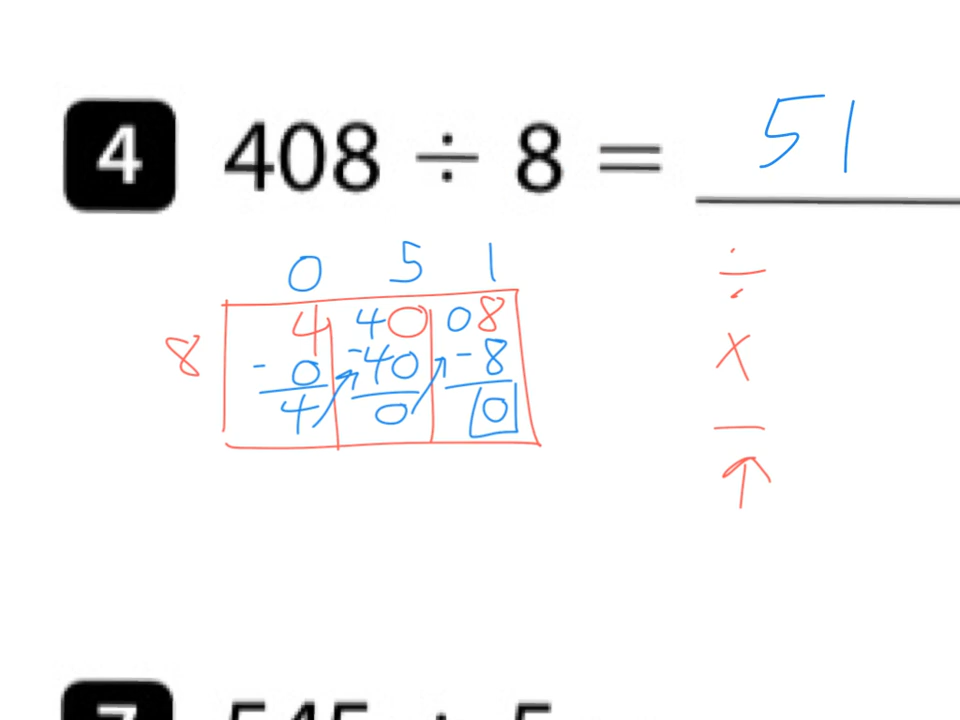 4 408 ÷ 8 = 51
0 5 1
8 4 40 08
- 0 -40 -8
4 0 0
÷
×
—
↑